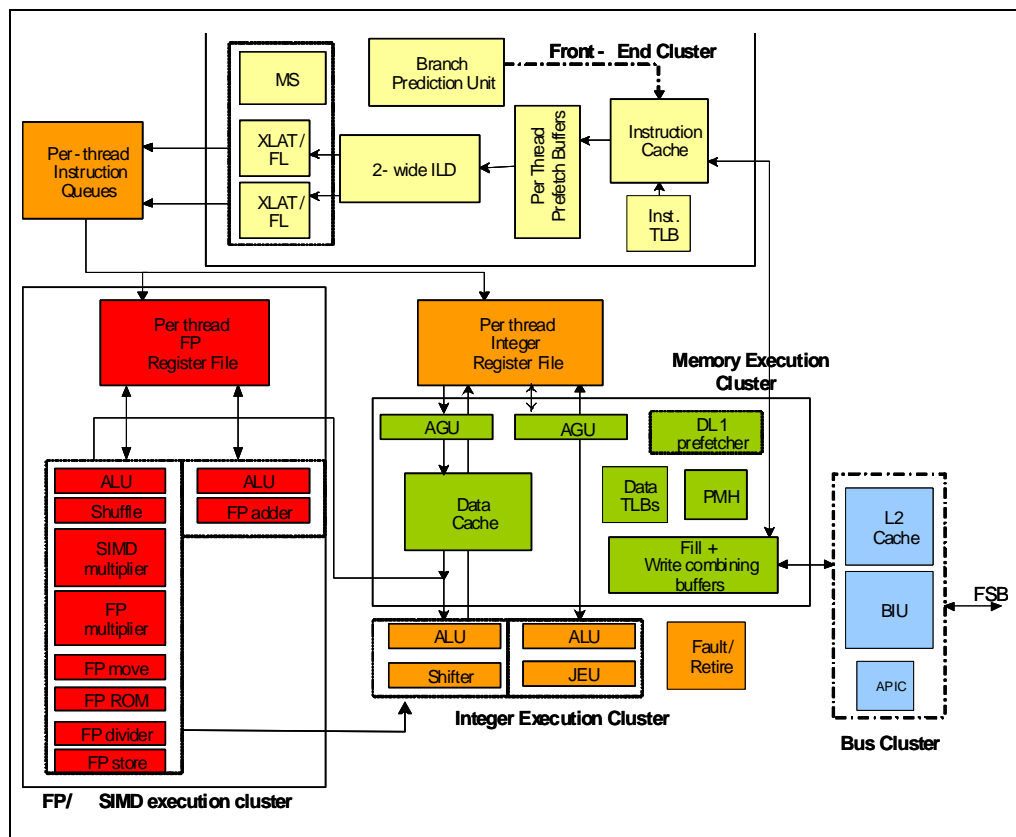 Front - End Cluster
MS
Branch
Prediction Unit
XLAT /
FL
XLAT /
FL
2- wide ILD
Per Thread
Prefetch Buffers
Instruction
Cache
Inst.
TLB
Per - thread
Instruction
Queues
Per thread
FP
Register File
Per thread
Integer
Register File
Memory Execution
Cluster
AGU
AGU
DL1
prefetcher
Data
Cache
Data
TLBs
PMH
Fill +
Write combining
buffers
ALU
Shuffle
SIMD
multiplier
FP
multiplier
FP move
FP ROM
FP divider
FP store
ALU
FP adder
FP/ SIMD execution cluster
ALU
Shifter
ALU
JEU
Integer Execution Cluster
Fault/
Retire
L2
Cache
BIU
APIC
FSB
Bus Cluster